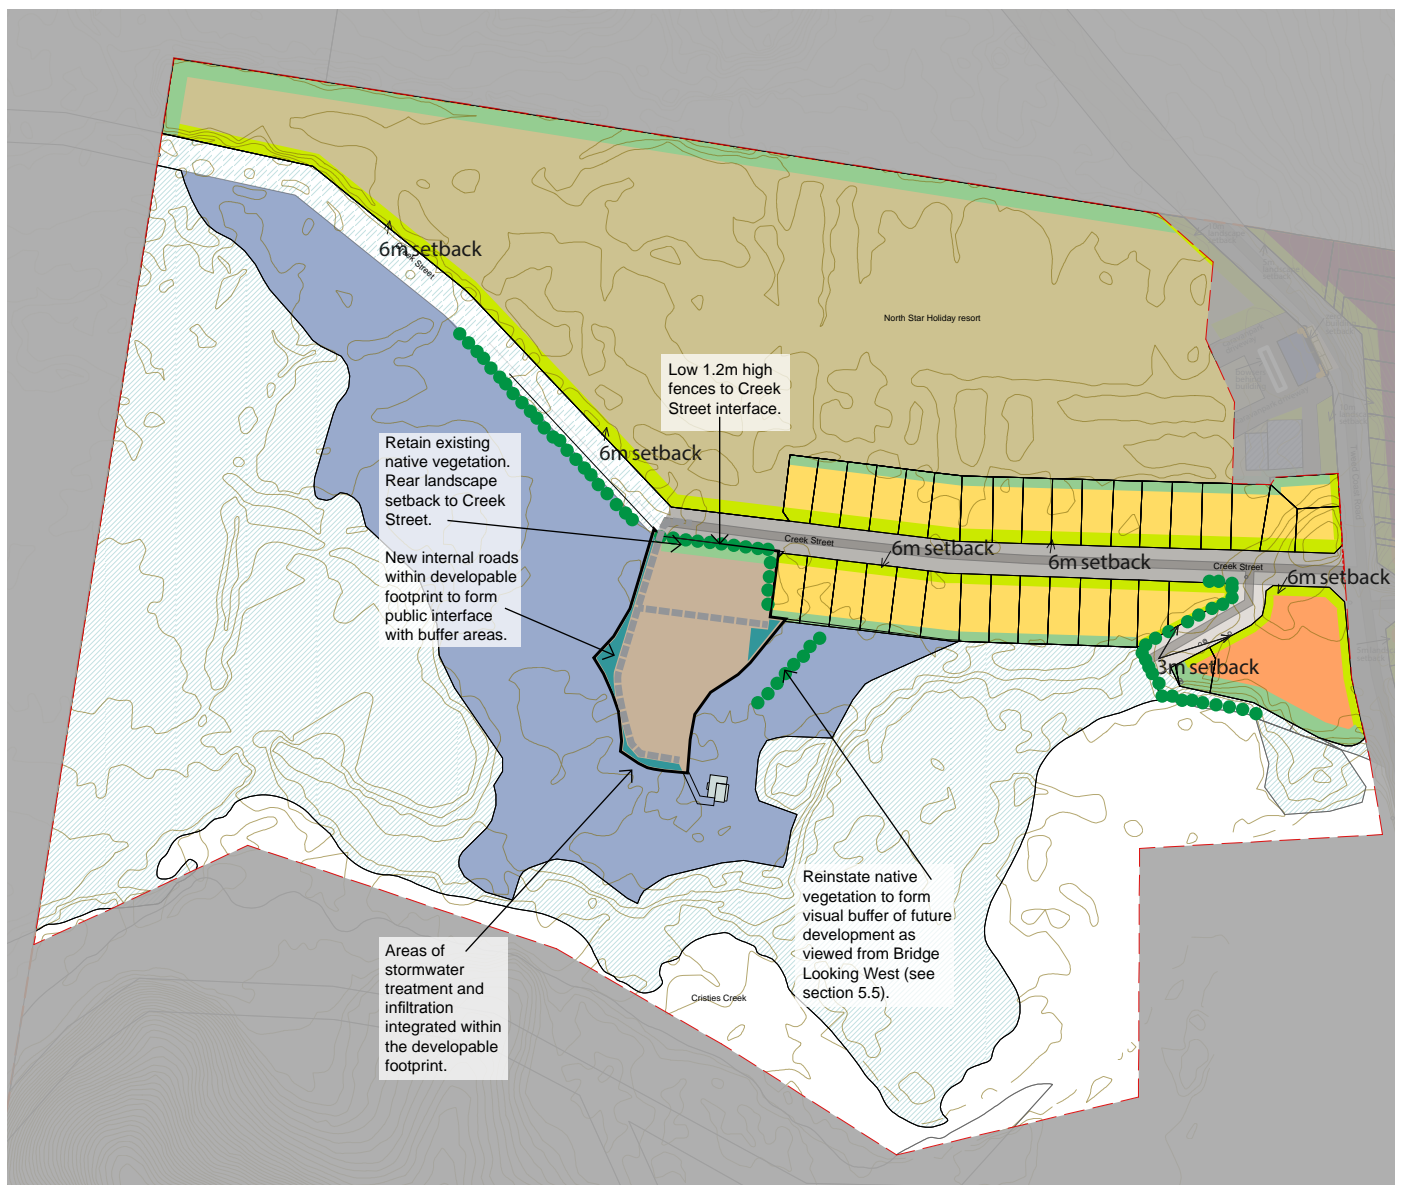 6m setback
Creek Street
North Star Holiday resort
Low 1.2m high
fences to Creek
Street interface.
Retain existing
native vegetation.
Rear landscape
setback to Creek
Street.
6m setback
New internal roads
within developable
footprint to form
public interface
with buffer areas.
Creek Street
6m setback
6m setback
Creek Street
6m setback
3m setback
Reinstate native
vegetation to form
visual buffer of future
development as
viewed from Bridge
Looking West (see
section 5.5).
Areas of
stormwater
treatment and
infiltration
integrated within
the developable
footprint.
Cristies Creek